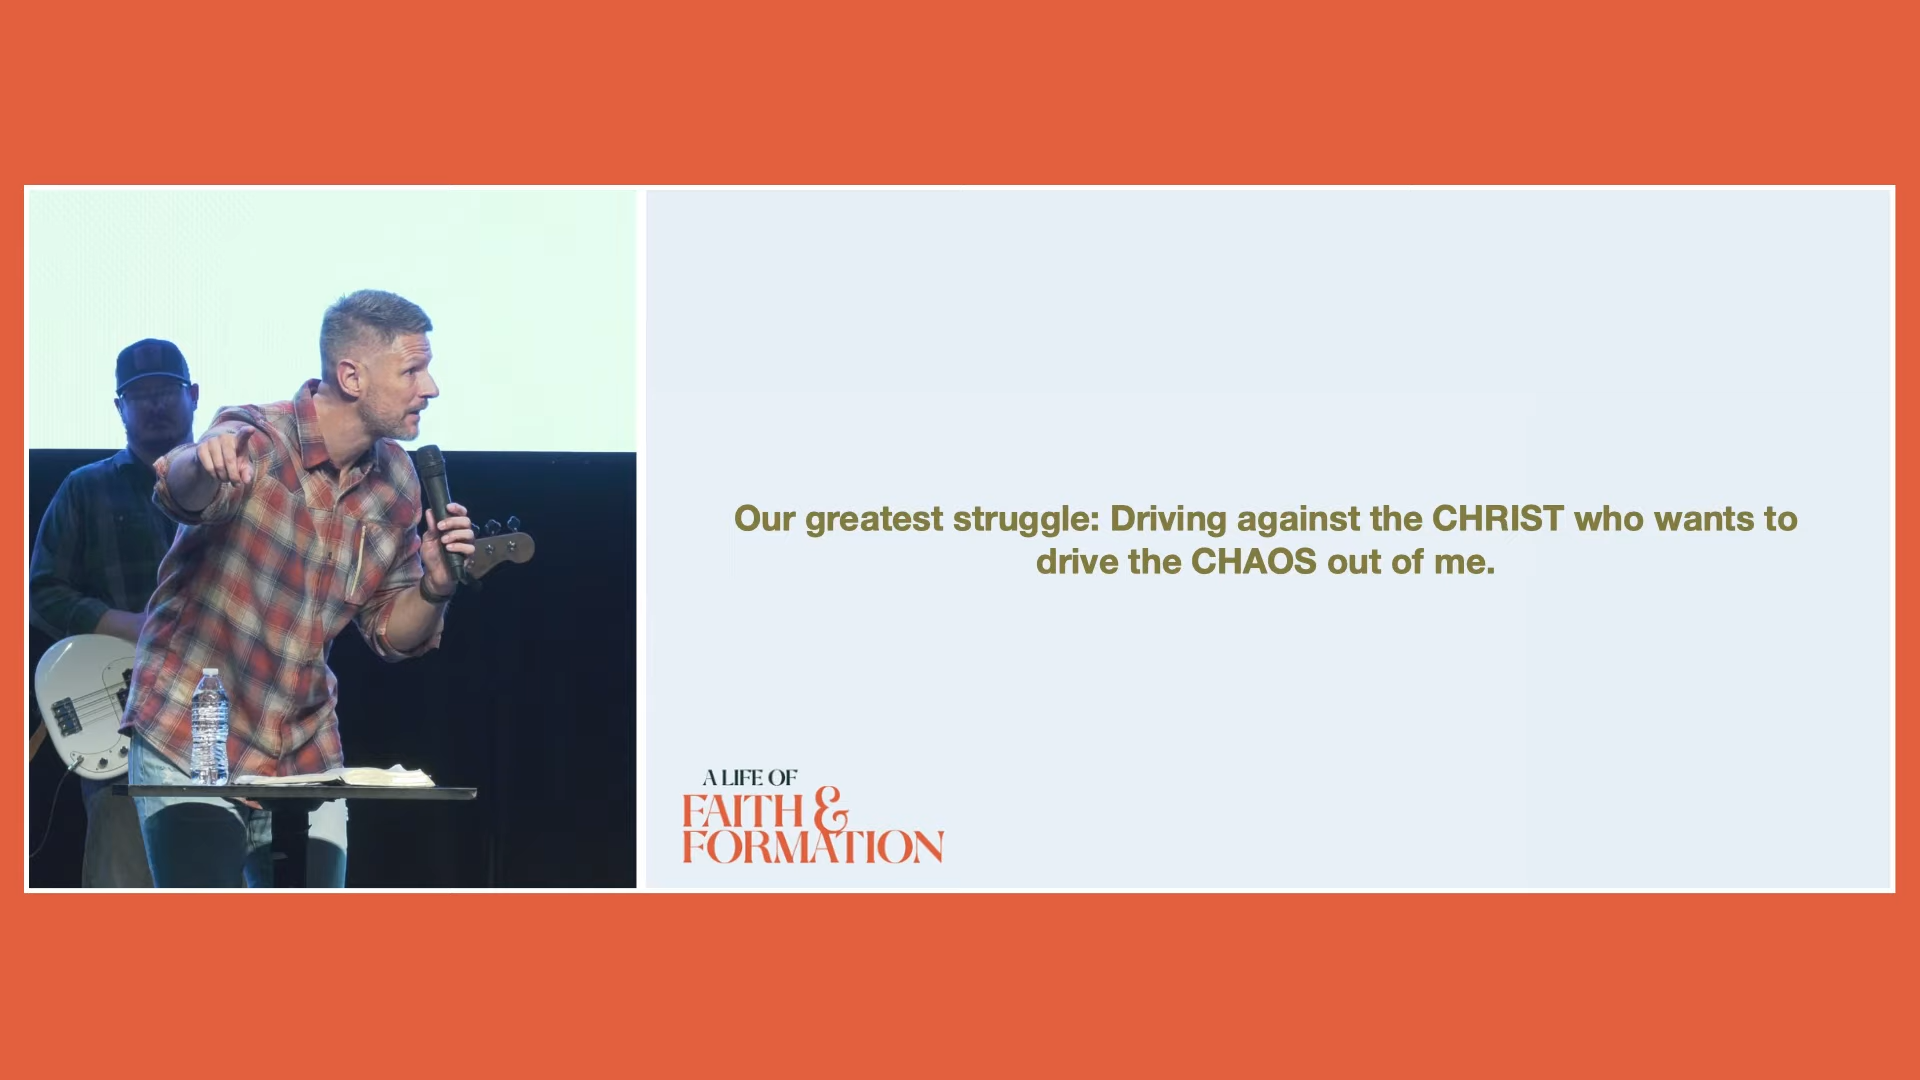 Our greatest struggle: Driving against the CHRIST who wants to
drive the CHAOS out of me.
A LIFE OF
FAITH &
FORMATION